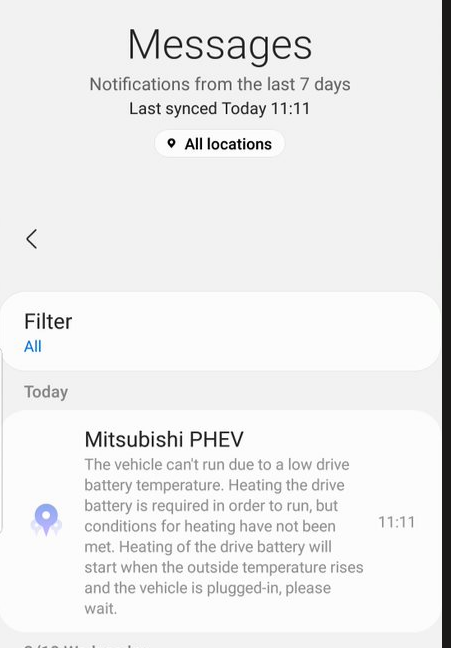 Messages
Notifications from the last 7 days
Last synced Today 11:11
All locations
Filter
All
Today
Mitsubishi PHEV
The vehicle can't run due to a low drive
battery temperature. Heating the drive
battery is required in order to run, but
conditions for heating have not been
met. Heating of the drive battery will
start when the outside temperature rises
and the vehicle is plugged-in, please
wait.
11:11